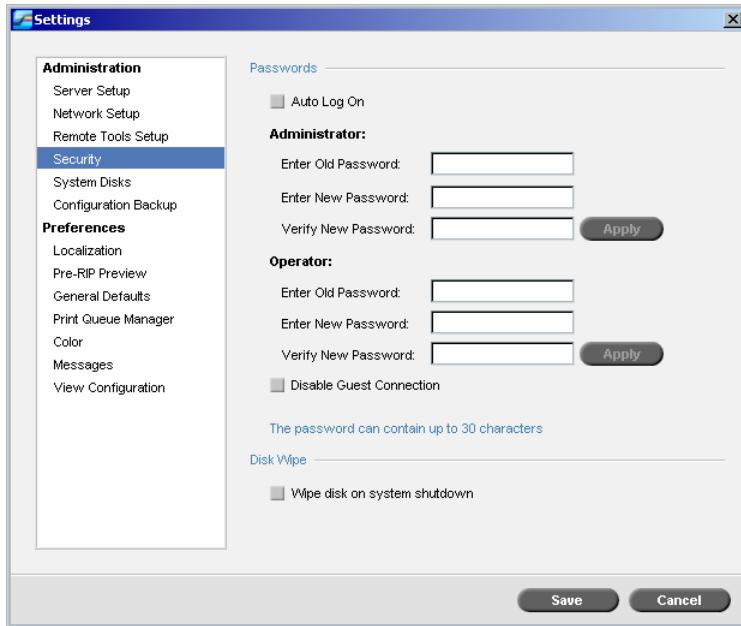 Settings
Administration
Server Setup
Network Setup
Remote Tools Setup
Security
System Disks
Configuration Backup
Preferences
Localization
Pre-RIP Preview
General Defaults
Print Queue Manager
Color
Messages
View Configuration
Passwords
Auto Log On
Administrator:
Enter Old Password:
Enter New Password:
Verify New Password:
Apply
Operator:
Enter Old Password:
Enter New Password:
Verify New Password:
Apply
Disable Guest Connection
The password can contain up to 30 characters
Disk Wipe
Wipe disk on system shutdown
Save
Cancel